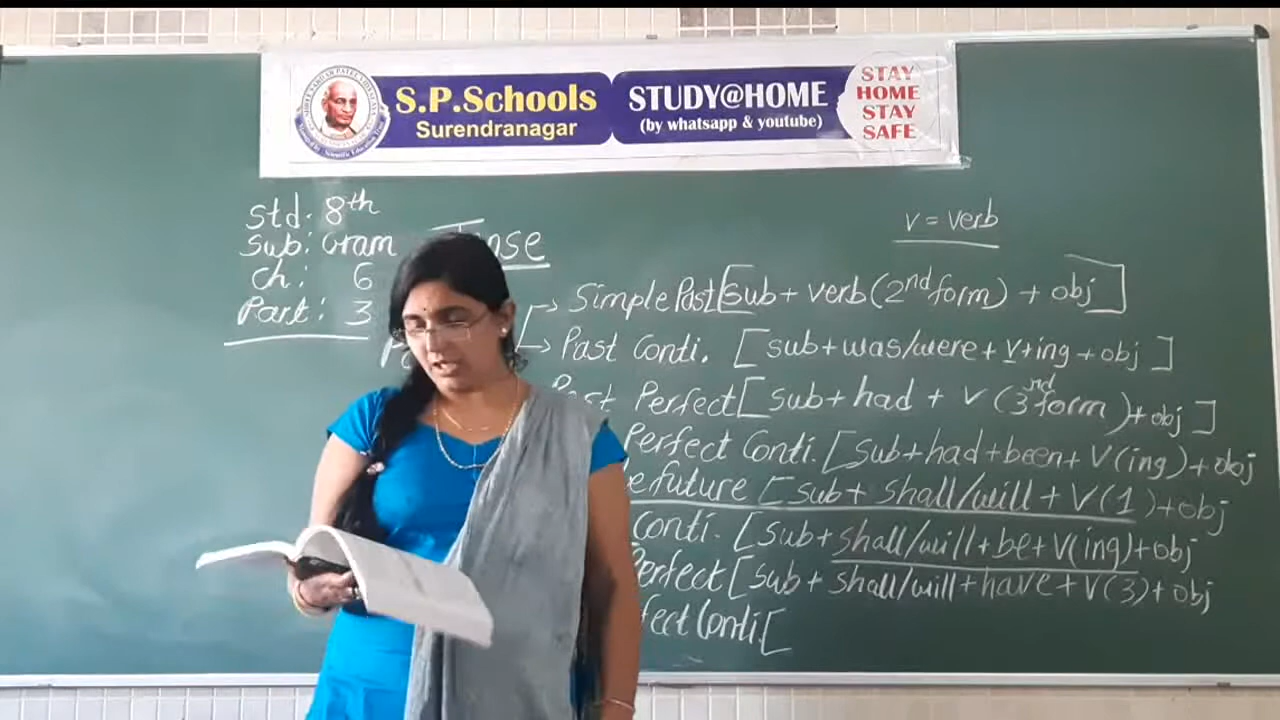 S.P.Schools
Surendranagar
STUDY@HOME
(by whatsapp & youtube)
STAY
HOME
STAY
SAFE
Std: 8th
Sub: Gram
Ch: 6
Part: 3
Tense
V = Verb
Simple Past [Sub + verb (2nd form) + obj]
Past Conti. [sub + was/were + v + ing + obj]
Past Perfect [sub + had + V (3nd form) + obj]
Perfect Conti. [sub + had + been + V(ing) + obj
future [sub + shall/will + V(1) + obj
Conti. [sub + shall/will + be + V(ing) + obj
Perfect [sub + shall/will + have + V(3) + obj
Conti. [